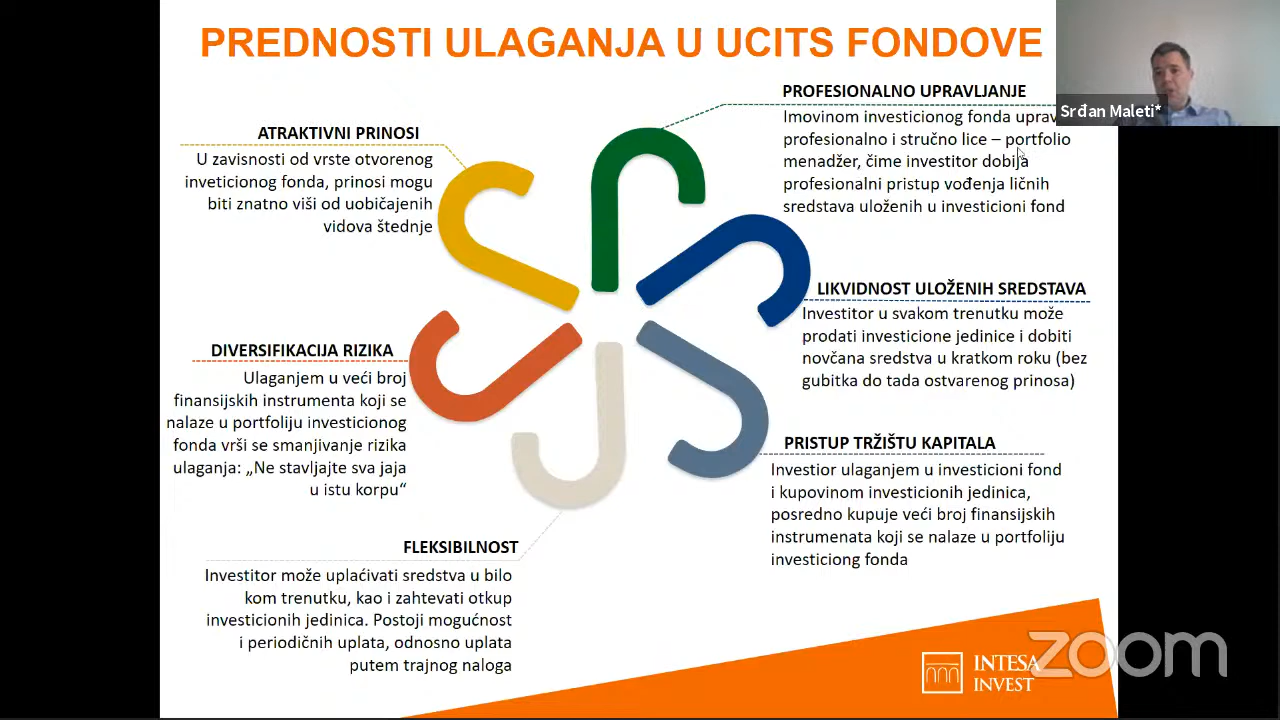 PREDNOSTI ULAGANJA U UCITS FONDOVE
Srđan Maleti*
PROFESIONALNO UPRAVLJANJE
Imovinom investicionog fonda uprav
profesionalno i stručno lice – portfolio
menadžer, čime investitor dobija
profesionalni pristup vođenja ličnih
sredstava uloženih u investicioni fond
LIKVIDNOST ULOŽENIH SREDSTAVA
Investitor u svakom trenutku može
prodati investicione jedinice i dobiti
novčana sredstva u kratkom roku (bez
gubitka do tada ostvarenog prinosa)
PRISTUP TRŽIŠTU KAPITALA
Investior ulaganjem u investicioni fond
i kupovinom investicionih jedinica,
posredno kupuje veći broj finansijskih
instrumenata koji se nalaze u portfoliju
investiciong fonda
FLEKSIBILNOST
Investitor može uplaćivati sredstva u bilo
kom trenutku, kao i zahtevati otkup
investicionih jedinica. Postoji mogućnost
i periodičnih uplata, odnosno uplata
putem trajnog naloga
DIVERSIFIKACIJA RIZIKA
Ulaganjem u veći broj
finansijskih instrumenta koji se
nalaze u portfoliju investicionog
fonda vrši se smanjivanje rizika
ulaganja: „Ne stavljajte sva jaja
u istu korpu“
ATRAKTIVNI PRINOSI
U zavisnosti od vrste otvorenog
inveticionog fonda, prinosi mogu
biti znatno viši od uobičajenih
vidova štednje
INTESA
INVEST
zoom